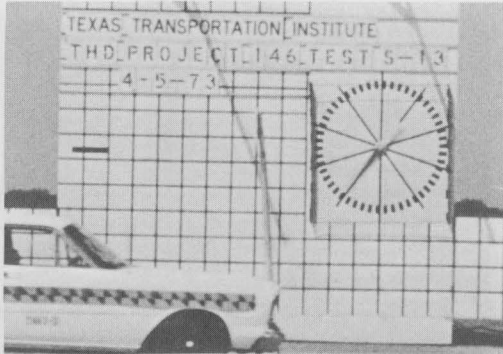 TEXAS TRANSPORTATION INSTITUTE
THD PROJECT 146 TEST S-13
4-5-73